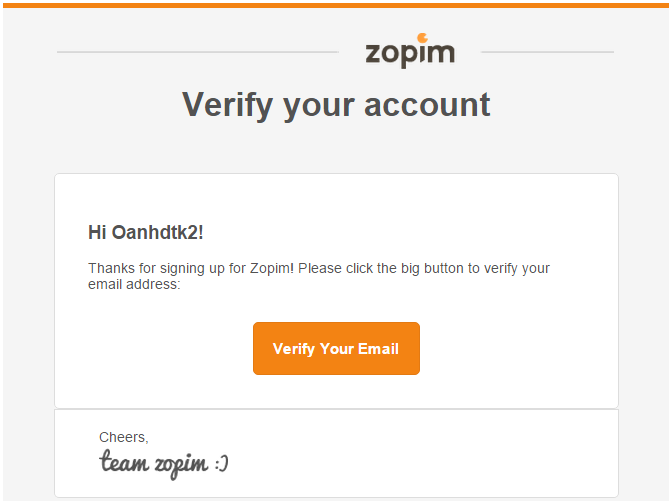 zopim
Verify your account
Hi Oanhdtk2!
Thanks for signing up for Zopim! Please click the big button to verify your
email address:
Verify Your Email
Cheers,
team zopim :)